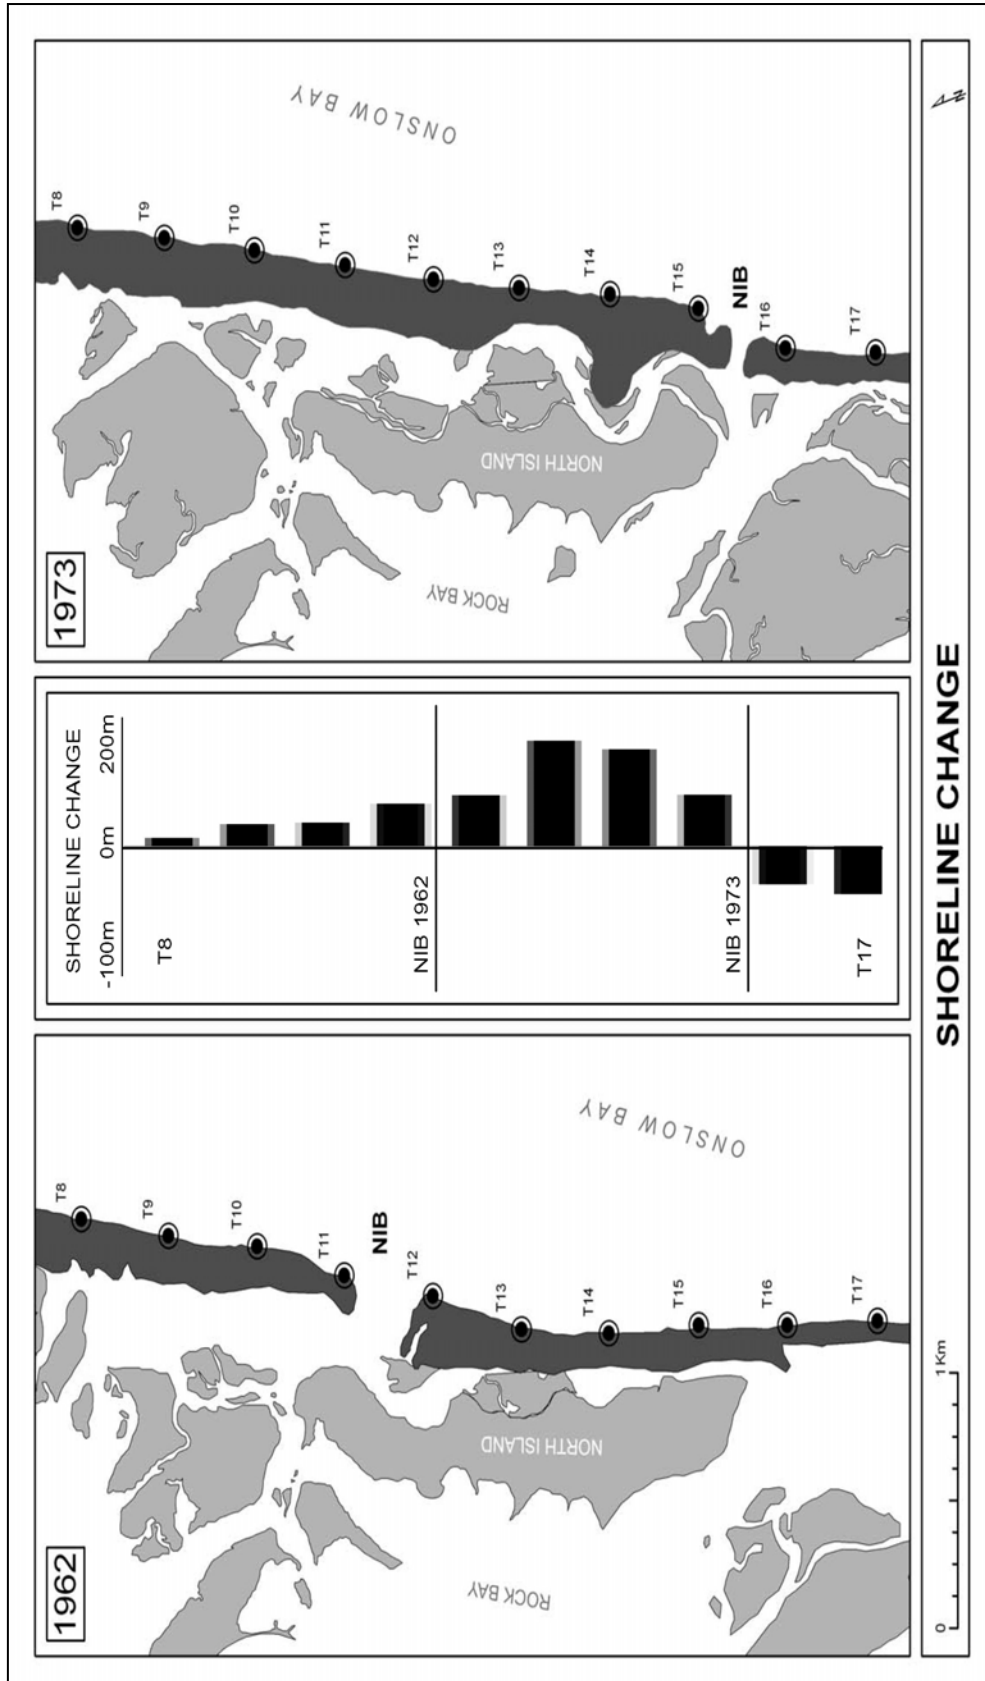 1973
ONSLOW BAY
T8
T9
T10
T11
T12
T13
T14
T15
NIB
T16
T17
NORTH ISLAND
ROCK BAY
SHORELINE CHANGE
200m
0m
-100m
T8
NIB 1962
NIB 1973
T17
1962
ONSLOW BAY
T8
T9
T10
T11
NIB
T12
T13
T14
T15
T16
T17
NORTH ISLAND
ROCK BAY
N
0
1 Km
SHORELINE CHANGE